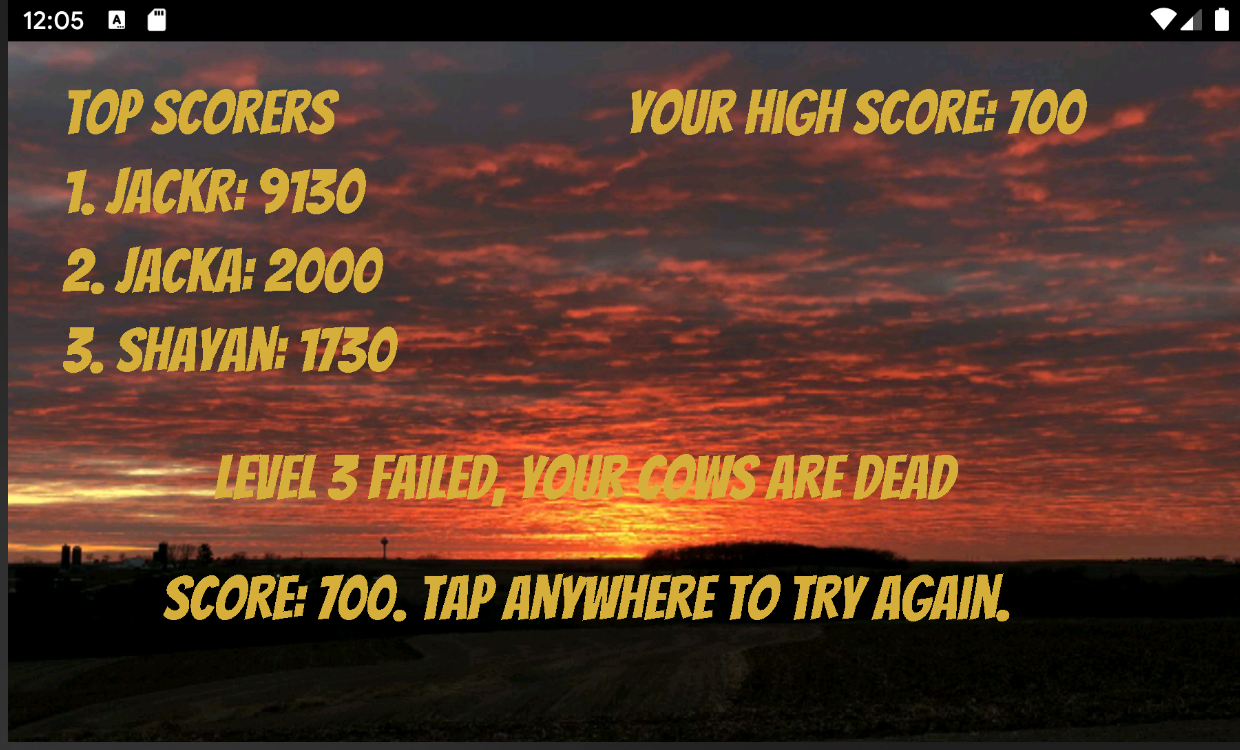 12:05
TOP SCORERS
YOUR HIGH SCORE: 700
1. JACKR: 9130
2. JACKA: 2000
3. SHAYAN: 1730
LEVEL 3 FAILED, YOUR COWS ARE DEAD
SCORE: 700. TAP ANYWHERE TO TRY AGAIN.